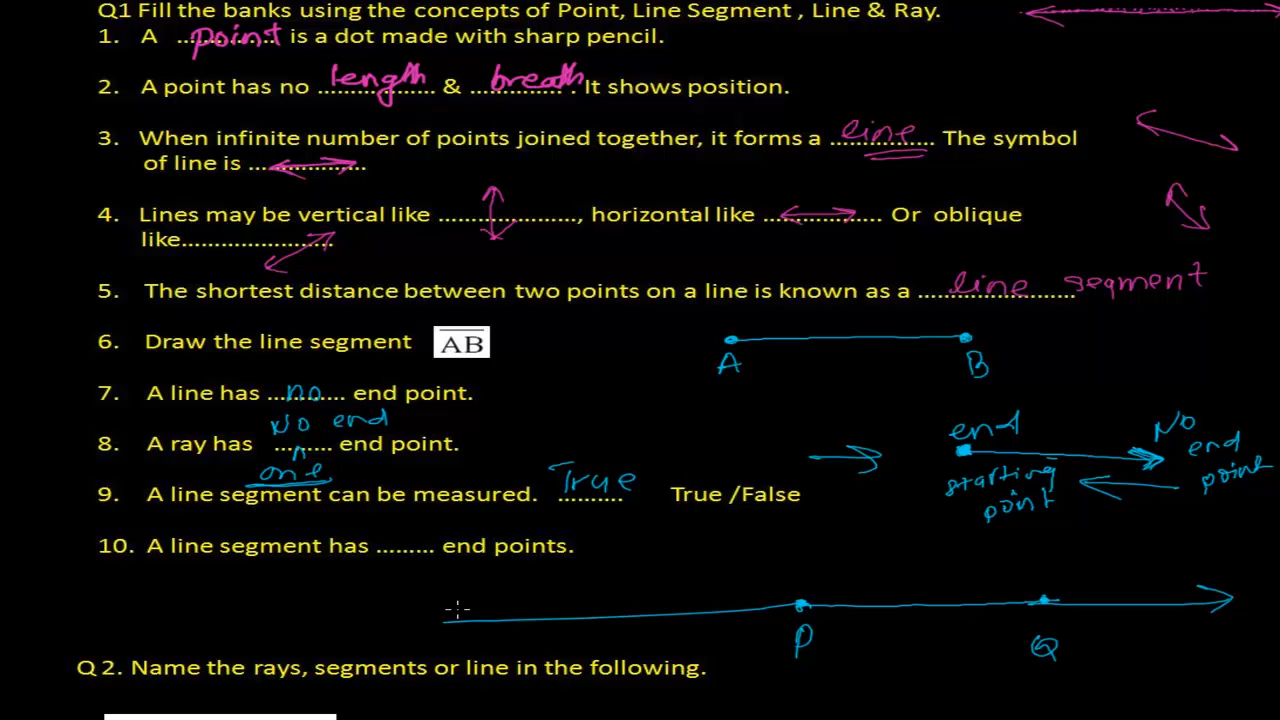 Q1 Fill the banks using the concepts of Point, Line Segment , Line & Ray.
1. A ....point.... is a dot made with sharp pencil.
2. A point has no ....length.... & ....breath.... . It shows position.
3. When infinite number of points joined together, it forms a ....line.... The symbol
of line is ....................
4. Lines may be vertical like ......................., horizontal like .................... Or oblique
like.........................
5. The shortest distance between two points on a line is known as a ....line segment....
6. Draw the line segment AB
A B
7. A line has ....no.... end point.
No end
8. A ray has .......... end point.
one
end
starting
point
No
end
point
9. A line segment can be measured. True .......... True /False
10. A line segment has ......... end points.
P Q
Q 2. Name the rays, segments or line in the following.